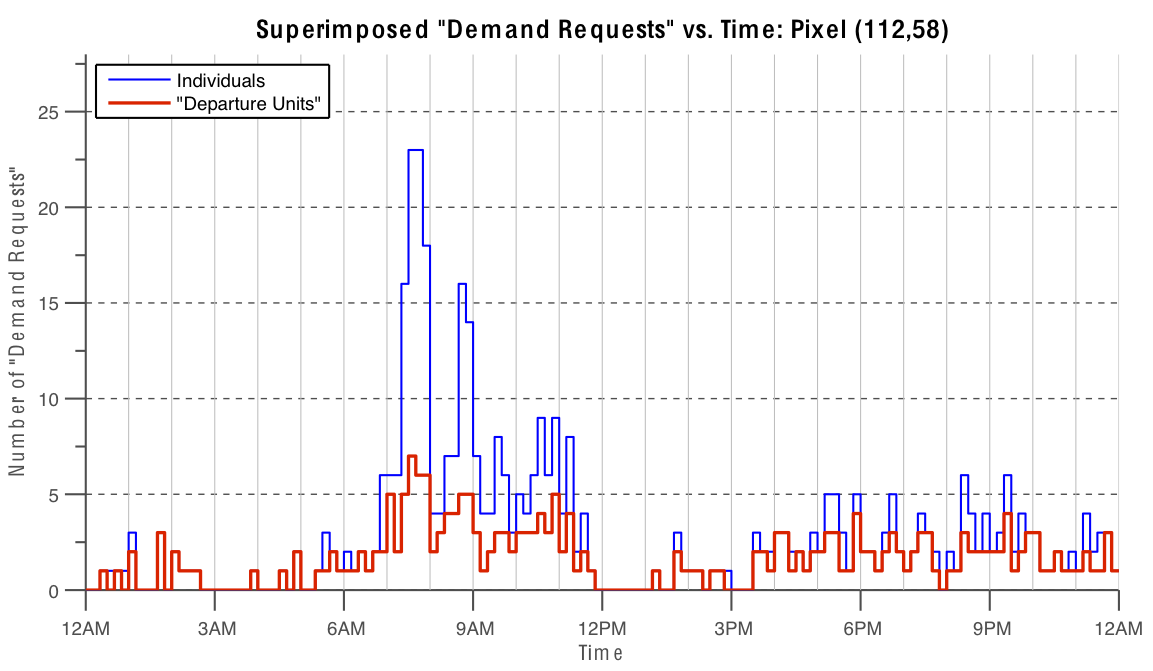 Superimposed "Demand Requests" vs. Time: Pixel (112,58)
Individuals
"Departure Units"
Number of "Demand Requests"
25
20
15
10
5
0
12AM 3AM 6AM 9AM 12PM 3PM 6PM 9PM 12AM
Time